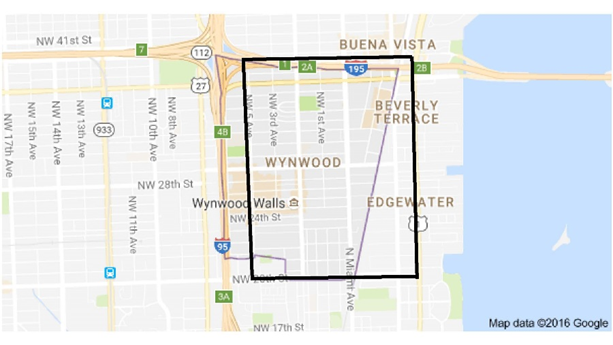 BUENA VISTA
NW 41st St
7
112
1
2A
195
2B
27
BEVERLY
TERRACE
NW 17th Ave
NW 15th Ave
NW 14th Ave
NW 13th Ave
933
NW 10th Ave
NW 8th Ave
4B
NW 5 Ave
NW 3rd Ave
NW 1st Ave
WYNWOOD
NW 28th St
Wynwood Walls
EDGEWATER
NW 11th Ave
NW 24th St
1
95
N Miami Ave
NW 20th St
3A
NW 17th St
Map data ©2016 Google